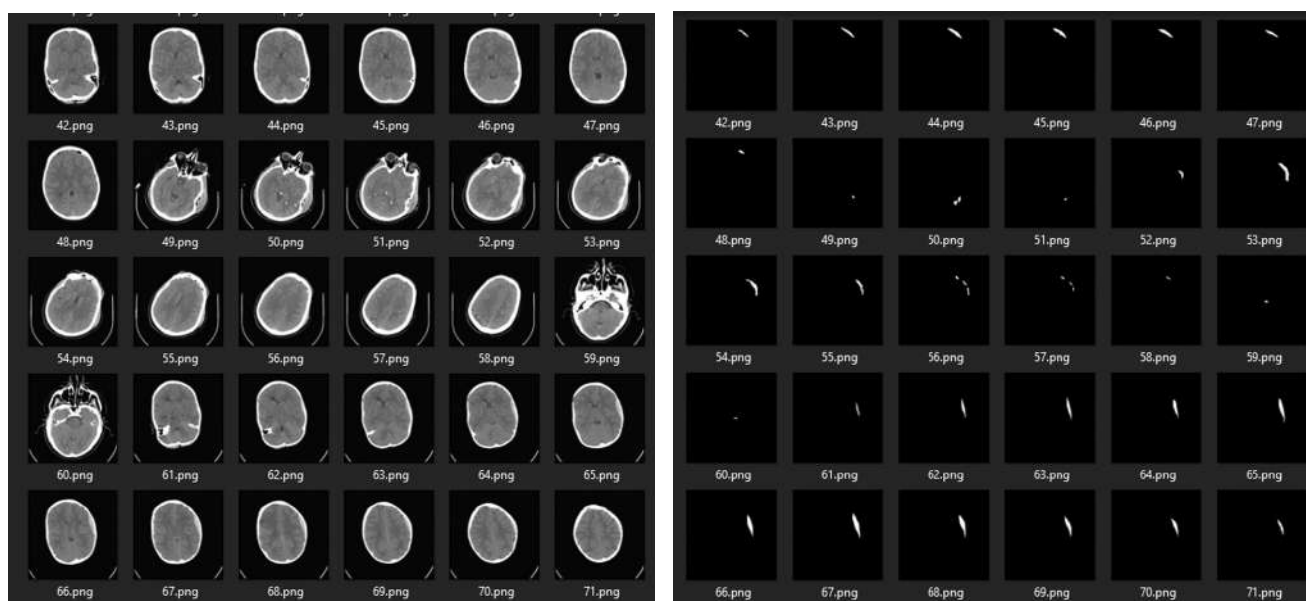 42.png 43.png 44.png 45.png 46.png 47.png
48.png 49.png 50.png 51.png 52.png 53.png
54.png 55.png 56.png 57.png 58.png 59.png
60.png 61.png 62.png 63.png 64.png 65.png
66.png 67.png 68.png 69.png 70.png 71.png
42.png 43.png 44.png 45.png 46.png 47.png
48.png 49.png 50.png 51.png 52.png 53.png
54.png 55.png 56.png 57.png 58.png 59.png
60.png 61.png 62.png 63.png 64.png 65.png
66.png 67.png 68.png 69.png 70.png 71.png